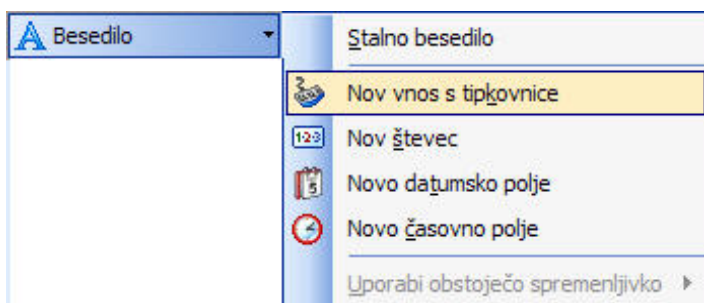 Besedilo
Stalno besedilo
Nov vnos s tipkovnice
Nov števec
Novo datumsko polje
Novo časovno polje
Uporabi obstoječo spremenljivko